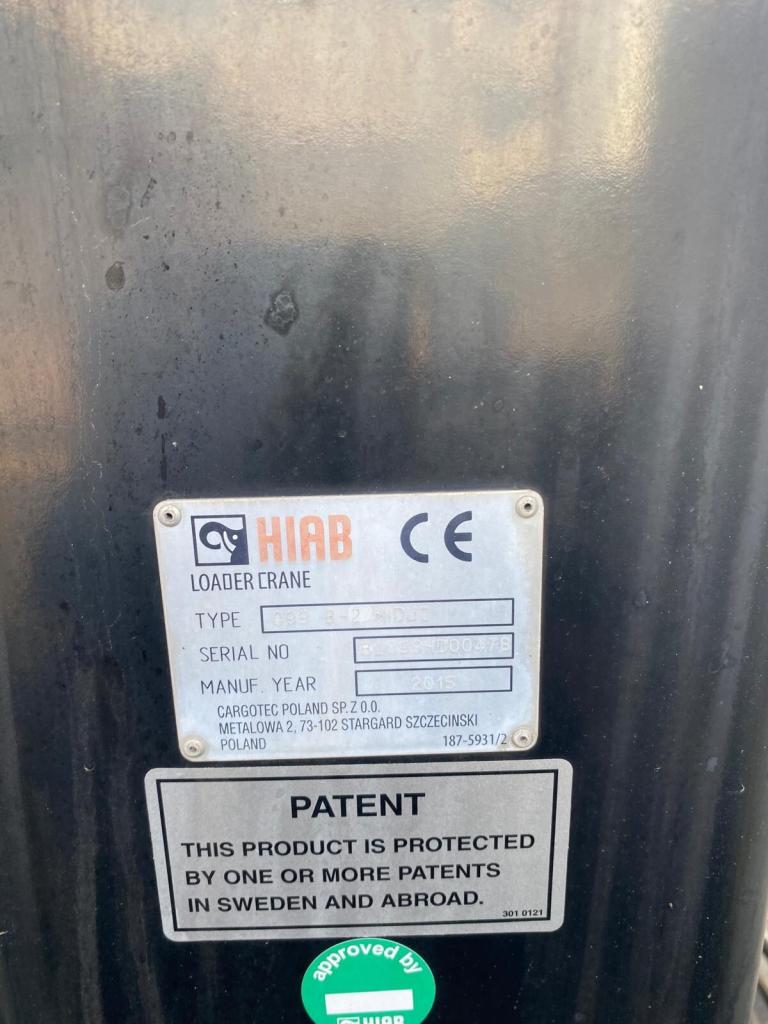 HIAB CE
LOADER CRANE
TYPE
SERIAL NO
MANUF. YEAR 2015
CARGOTEC POLAND SP.Z O.O.
METALOWA 2, 73-102 STARGARD SZCZECINSKI
POLAND 187-5931/2
PATENT
THIS PRODUCT IS PROTECTED
BY ONE OR MORE PATENTS
IN SWEDEN AND ABROAD.
301 0121
approved by
HIAB